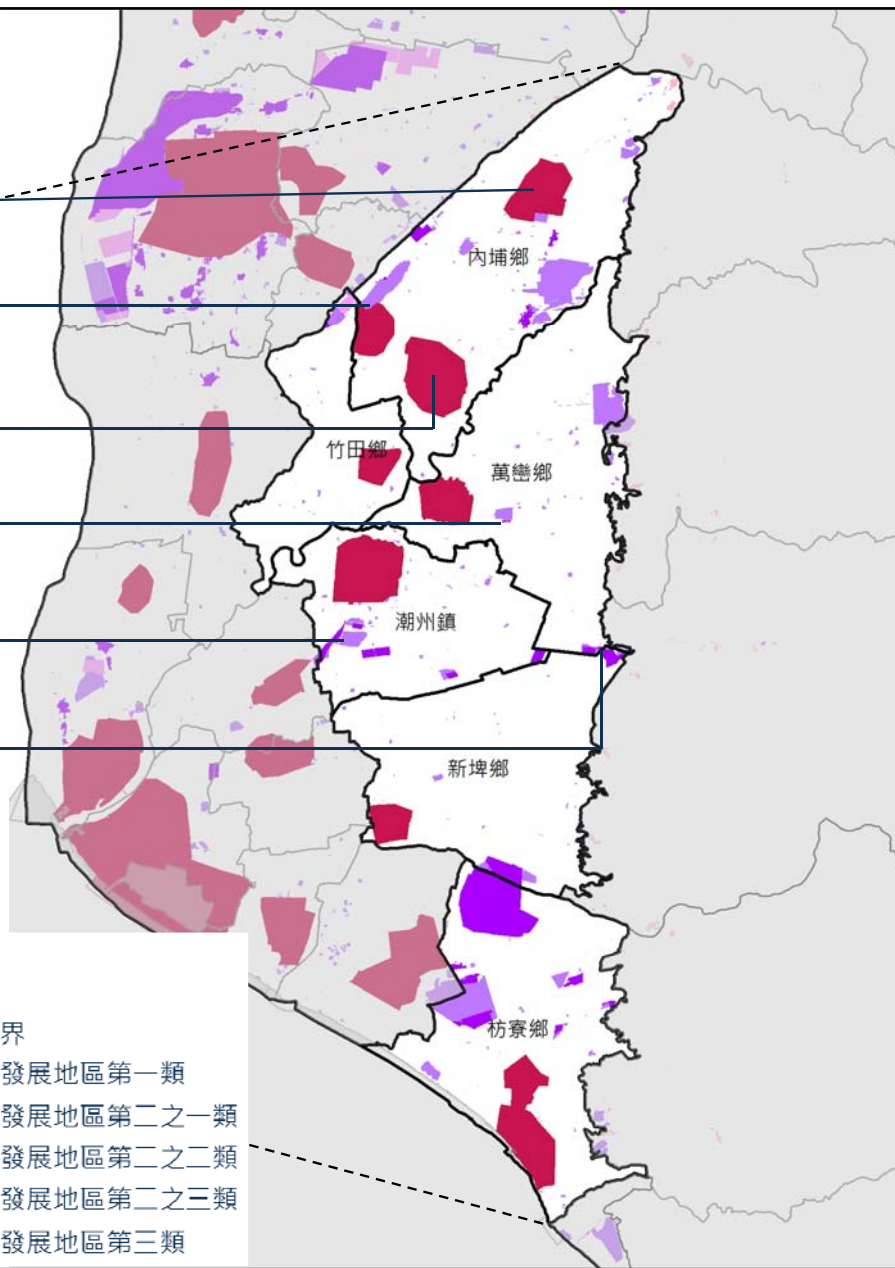 內埔鄉
竹田鄉
萬巒鄉
潮州鎮
新埤鄉
枋寮鄉
界
發展地區第一類
發展地區第二之一類
發展地區第二之二類
發展地區第二之三類
發展地區第三類